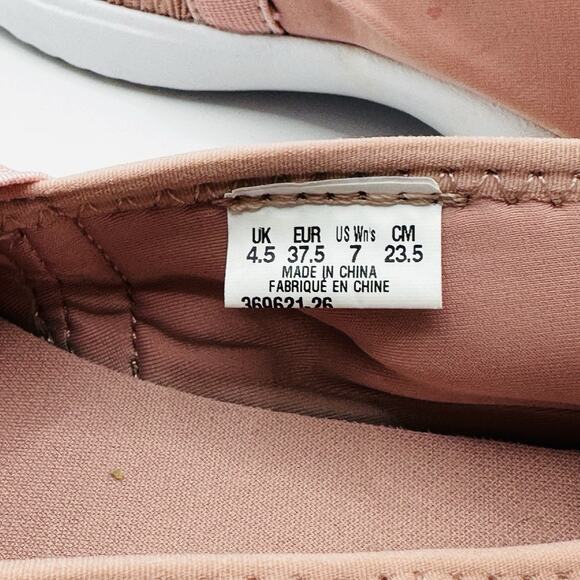 UK EUR US Wn's CM
4.5 37.5 7 23.5
MADE IN CHINA
FABRIQUÉ EN CHINE
369621-26